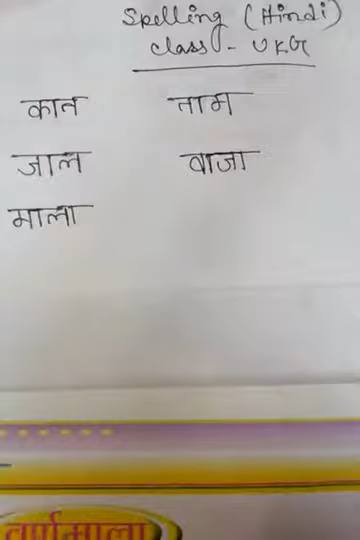 Spelling (Hindi)
Class - UKG
कान नाम
जाल बाजा
माला
वर्णमाला